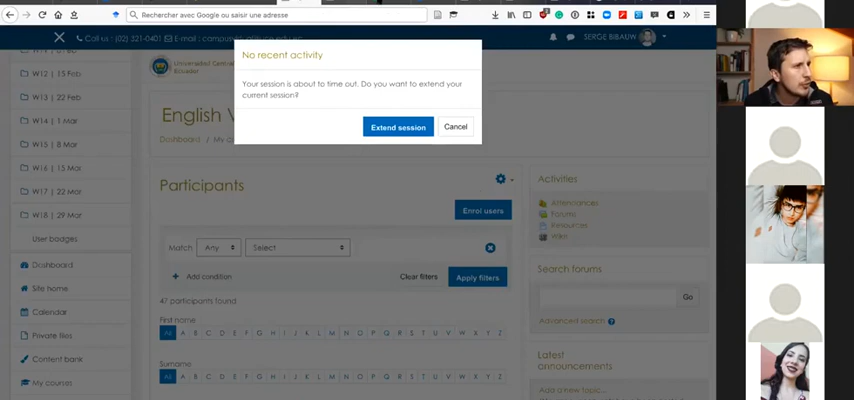 Rechercher avec Google ou saisir une adresse
Call us : (02) 321-0401
E-mail :
SERGE BIBAUW
No recent activity
Your session is about to time out. Do you want to extend your
current session?
Extend session
Cancel
W12 | 15 Feb
W13 | 22 Feb
W14 | 1 Mar
W15 | 8 Mar
W16 | 15 Mar
W17 | 22 Mar
W18 | 29 Mar
User badges
Dashboard
Site home
Calendar
Private files
Content bank
My courses
Universidad Central
Ecuador
English
Dashboard /
Participants
Enrol users
Match
Any
Select
Add condition
Clear filters
Apply filters
47 participants found
First name
All A B C D E F G H I J K L M N O P Q R S T U V W X Y Z
Surname
All A B C D E F G H I J K L M N O P Q R S T U V W X Y Z
Activities
Attendances
Forums
Resources
Wikis
Search forums
Go
Advanced search
Latest
announcements
Add a new topic...